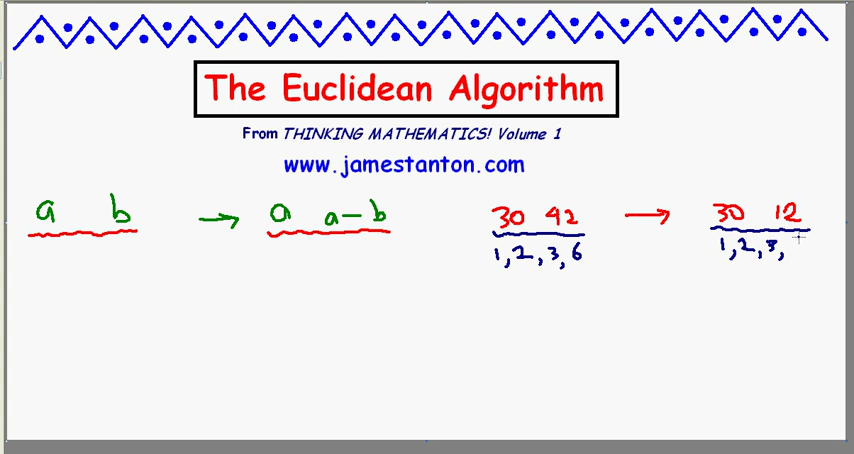 The Euclidean Algorithm
From THINKING MATHEMATICS! Volume 1
www.jamestanton.com
a b → a a-b 30 42 → 30 12
1,2,3,6 1,2,3,